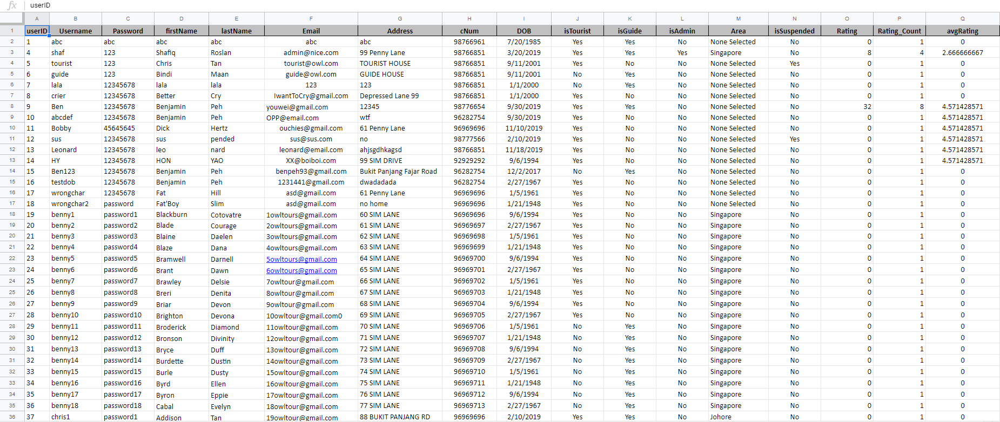 fx userID
A B C D E F G H I J K L M N O P Q
1 userID Username Password firstName lastName Email Address cNum DOB isTourist isGuide isAdmin Area isSuspended Rating Rating_Count avgRating
2 1 abc abc abc abc abc abc 98766961 7/20/1985 Yes Yes No None Selected No 0 1 0
3 4 shaf 123 Shafiq Roslan admin@nice.com 99 Penny Lane 98766851 3/20/2019 Yes Yes Yes Singapore No 8 4 2.666666667
4 5 tourist 123 Chris Tan tourist@owl.com TOURIST HOUSE 98766851 9/11/2001 Yes No No None Selected Yes 0 1 0
5 6 guide 123 Bindi Maan guide@owl.com GUIDE HOUSE 98766851 9/11/2001 No Yes No None Selected No 0 1 0
6 7 lala 12345678 lala lala 123 123 98766851 1/1/2000 No Yes No None Selected No 0 1 0
7 8 crier 12345678 Better Cry IwantToCry@gmail.com Depressed Lane 99 98766851 1/1/2000 Yes No No None Selected No 0 1 0
8 9 Ben 12345678 Benjamin Peh youwei@gmail.com 12345 98776654 9/30/2019 Yes Yes No None Selected No 32 8 4.571428571
9 10 abcdef 12345678 Benjamin Peh OPP@email.com wtf 96282754 9/30/2019 Yes No No None Selected No 0 1 4.571428571
10 11 Bobby 45645645 Dick Hertz ouchies@gmail.com 61 Penny Lane 96969696 11/10/2019 Yes No No None Selected No 0 1 4.571428571
11 12 sus 12345678 sus pended sus@sus.com no 98777566 2/10/2019 Yes No No None Selected Yes 0 1 4.571428571
12 13 Leonard 12345678 leo nard leonard@email.com ahjsgdhkagsd 98766851 11/18/2019 Yes No No None Selected No 0 1 4.571428571
13 14 HY 12345678 HON YAO XX@boiboi.com 99 SIM DRIVE 92929292 9/6/1994 Yes No No None Selected No 0 1 4.571428571
14 15 Ben123 12345678 Benjamin Peh benpeh93@gmail.com Bukit Panjang Fajar Road 96282754 12/2/2017 No Yes No None Selected No 0 1 0
15 16 testdob 12345678 Benjamin Peh 1231441@gmail.com dwadadada 96282754 2/27/1967 Yes No No None Selected No 0 1 0
16 17 wrongchar 12345678 Fat Hill asd@gmail.com 61 Penny Lane 96969696 1/5/1961 Yes No No None Selected No 0 1 0
17 18 wrongchar2 password Fat'Boy Slim asd@gmail.com no home 96969696 1/21/1948 Yes No No None Selected No 0 1 0
18 19 benny1 password1 Blackburn Cotovatre 1owltours@gmail.com 60 SIM LANE 96969696 9/6/1994 Yes No No Singapore No 0 1 0
19 20 benny2 password2 Blade Courage 2owltours@gmail.com 61 SIM LANE 96969697 2/27/1967 Yes No No Singapore No 0 1 0
20 21 benny3 password3 Blaine Daelen 3owltours@gmail.com 62 SIM LANE 96969698 1/5/1961 Yes No No Singapore No 0 1 0
21 22 benny4 password4 Blaze Dana 4owltours@gmail.com 63 SIM LANE 96969699 1/21/1948 Yes No No Singapore No 0 1 0
22 23 benny5 password5 Bramwell Darnell 5owltours@gmail.com 64 SIM LANE 96969700 9/6/1994 Yes No No Singapore No 0 1 0
23 24 benny6 password6 Brant Dawn 6owltours@gmail.com 65 SIM LANE 96969701 2/27/1967 Yes No No Singapore No 0 1 0
24 25 benny7 password7 Brawley Delsie 7owltour@gmail.com 66 SIM LANE 96969702 1/5/1961 Yes No No Singapore No 0 1 0
25 26 benny8 password8 Breri Denita 8owltour@gmail.com 67 SIM LANE 96969703 1/21/1948 Yes No No Singapore No 0 1 0
26 27 benny9 password9 Briar Devon 9owltour@gmail.com 68 SIM LANE 96969704 9/6/1994 Yes No No Singapore No 0 1 0
27 28 benny10 password10 Brighton Devona 10owltour@gmail.com0 69 SIM LANE 96969705 2/27/1967 Yes No No Singapore No 0 1 0
28 29 benny11 password11 Broderick Diamond 11owltour@gmail.com 70 SIM LANE 96969706 1/5/1961 No Yes No Singapore No 0 1 0
29 30 benny12 password12 Bronson Divinity 12owltour@gmail.com 71 SIM LANE 96969707 1/21/1948 No Yes No Singapore No 0 1 0
30 31 benny13 password13 Bryce Duff 13owltour@gmail.com 72 SIM LANE 96969708 9/6/1994 No Yes No Singapore No 0 1 0
31 32 benny14 password14 Burdette Dustin 14owltour@gmail.com 73 SIM LANE 96969709 2/27/1967 No Yes No Singapore No 0 1 0
32 33 benny15 password15 Burle Dusty 15owltour@gmail.com 74 SIM LANE 96969710 1/5/1961 No Yes No Singapore No 0 1 0
33 34 benny16 password16 Byrd Ellen 16owltour@gmail.com 75 SIM LANE 96969711 1/21/1948 No Yes No Singapore No 0 1 0
34 35 benny17 password17 Byron Eppie 17owltour@gmail.com 76 SIM LANE 96969712 9/6/1994 No Yes No Singapore No 0 1 0
35 36 benny18 password18 Cabal Evelyn 18owltour@gmail.com 77 SIM LANE 96969713 2/27/1967 No Yes No Singapore No 0 1 0
36 37 chris1 password1 Addison Tan 19owltour@gmail.com 88 BUKIT PANJANG RD 96969696 2/10/2019 Yes Yes No Johore No 0 1 0